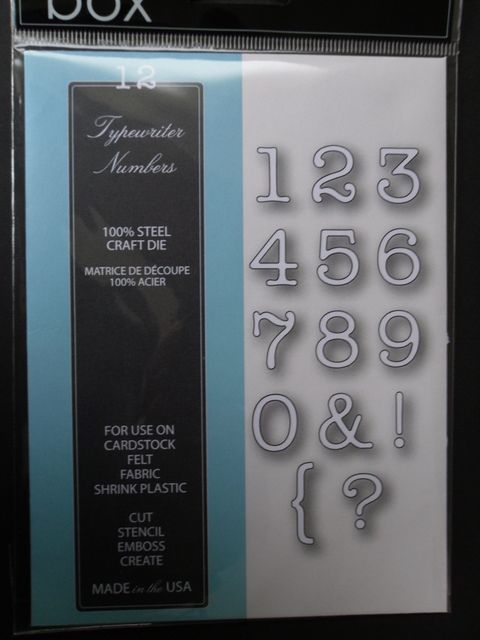 box
12
Typewriter
Numbers
100% STEEL
CRAFT DIE
MATRICE DE DÉCOUPE
100% ACIER
FOR USE ON
CARDSTOCK
FELT
FABRIC
SHRINK PLASTIC
CUT
STENCIL
EMBOSS
CREATE
MADE in the USA
1 2 3
4 5 6
7 8 9
0 & !
{ ?